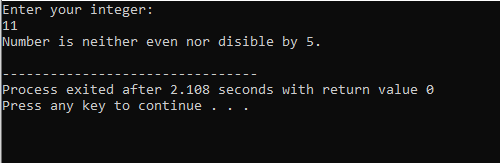 Enter your integer:
11
Number is neither even nor disible by 5.
--------------------------------
Process exited after 2.108 seconds with return value 0
Press any key to continue . . .